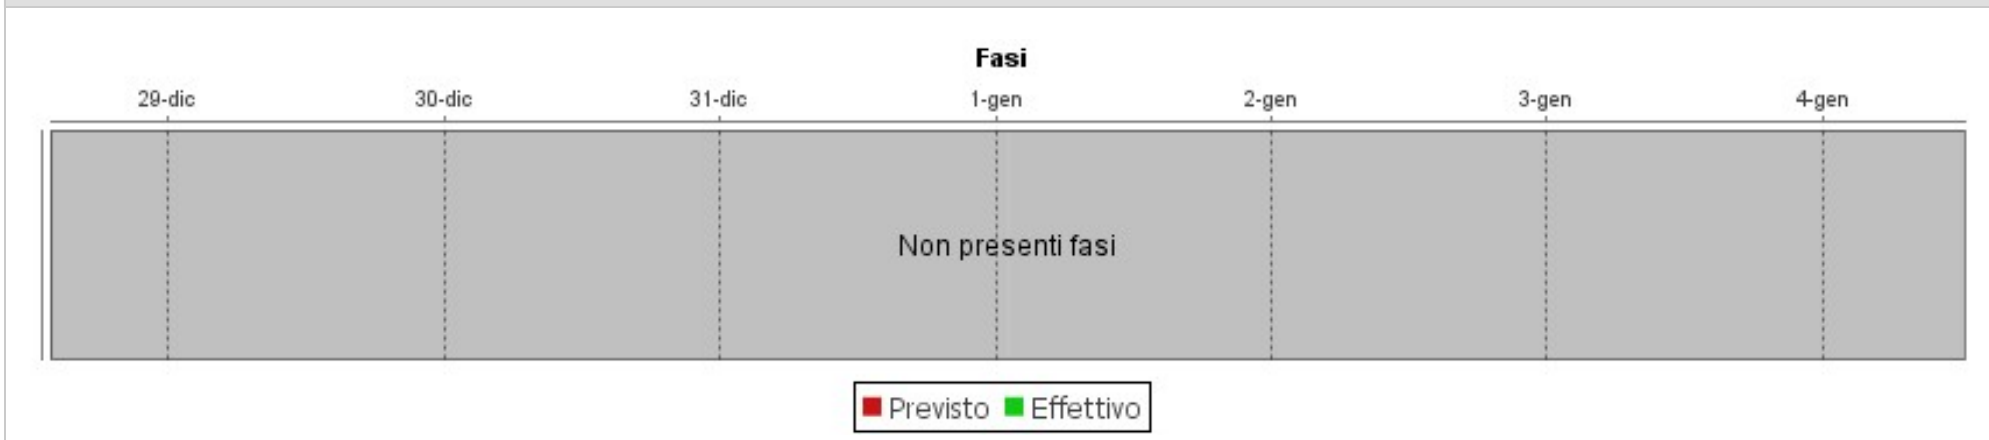 Fasi
29-dic 30-dic 31-dic 1-gen 2-gen 3-gen 4-gen
Non presenti fasi
Previsto Effettivo